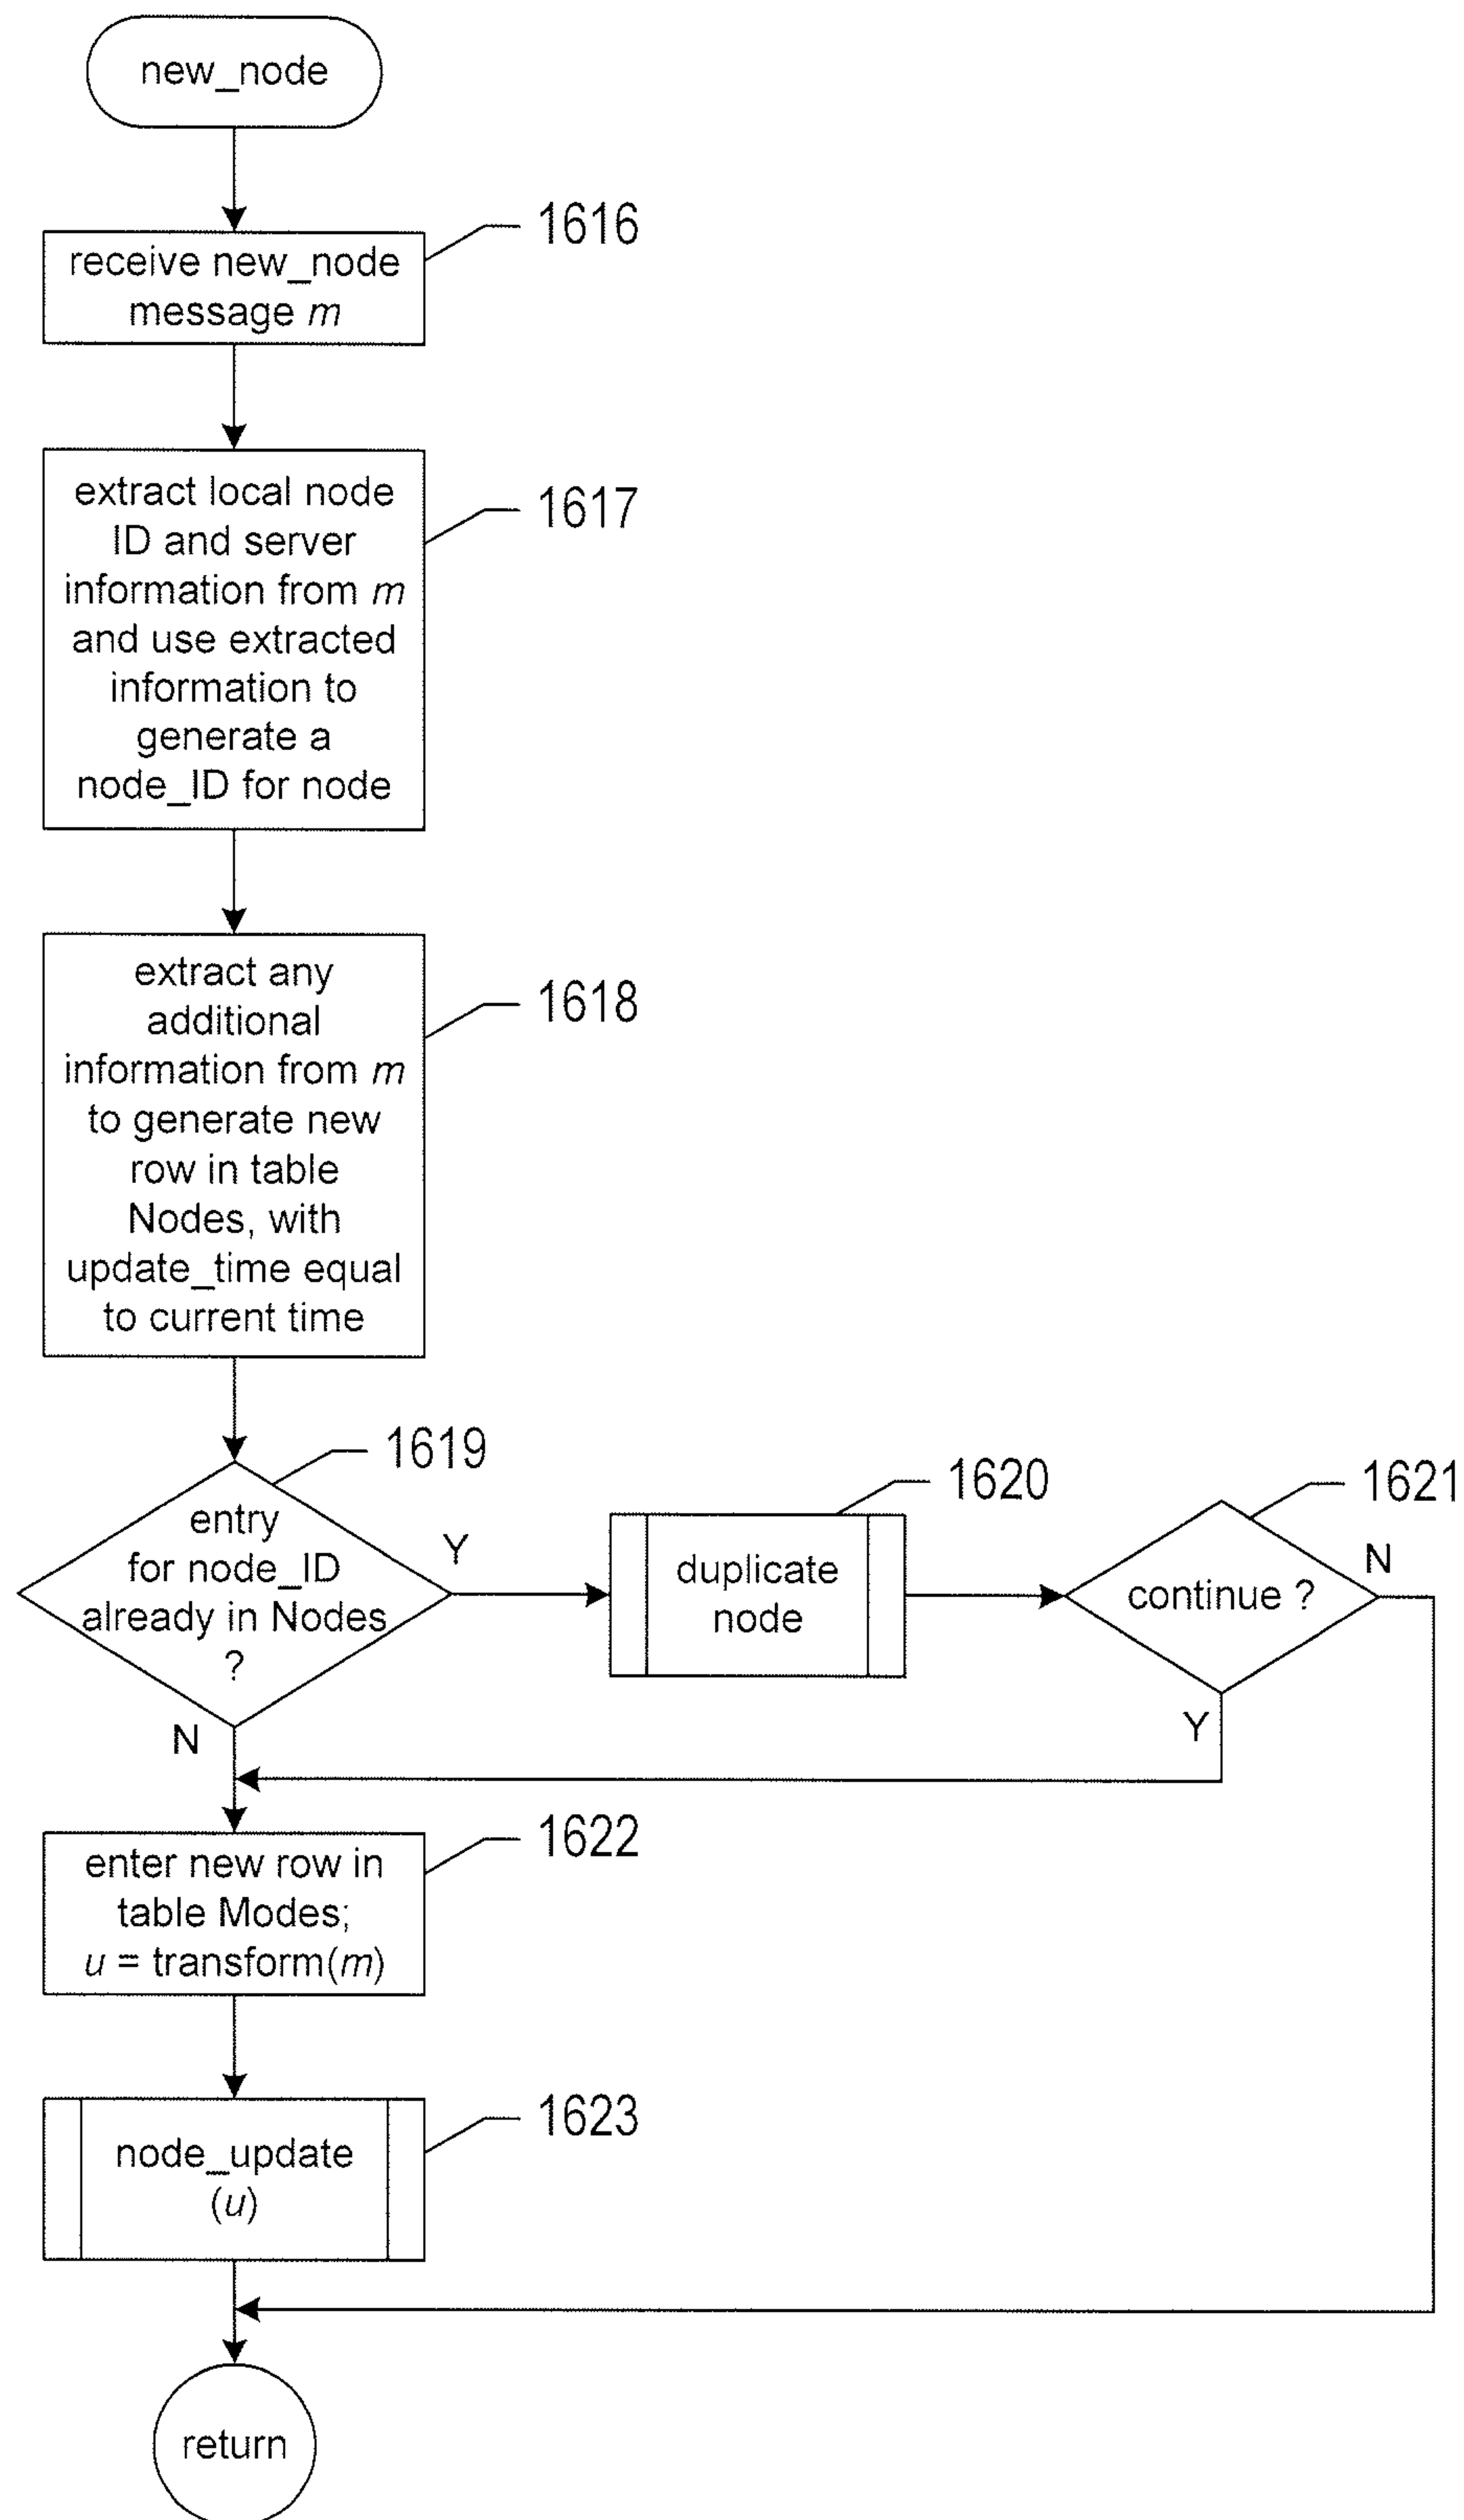 new_node
1616
receive new_node
message m
1617
extract local node
ID and server
information from m
and use extracted
information to
generate a
node_ID for node
1618
extract any
additional
information from m
to generate new
row in table
Nodes, with
update_time equal
to current time
1619
entry
for node_ID
already in Nodes
?
Y
N
1620
duplicate
node
1621
continue ?
N
Y
1622
enter new row in
table Modes;
u = transform(m)
1623
node_update
(u)
return